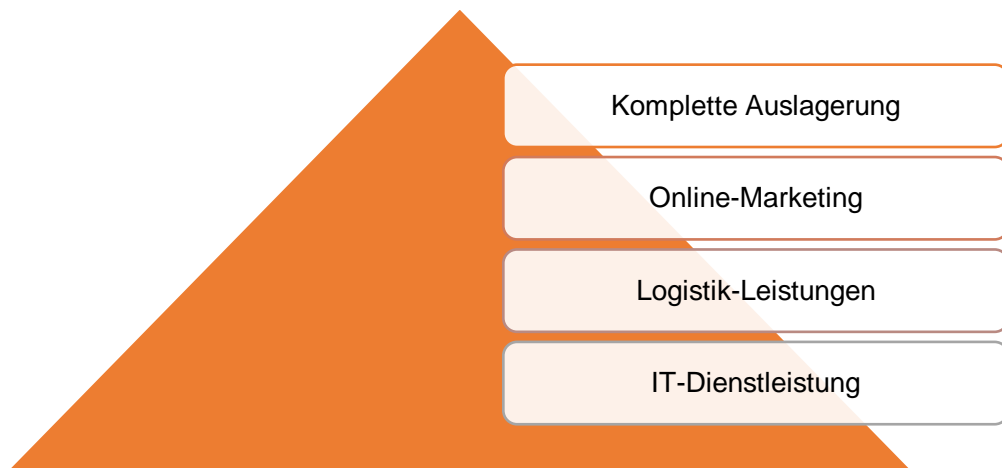 Komplette Auslagerung
Online-Marketing
Logistik-Leistungen
IT-Dienstleistung